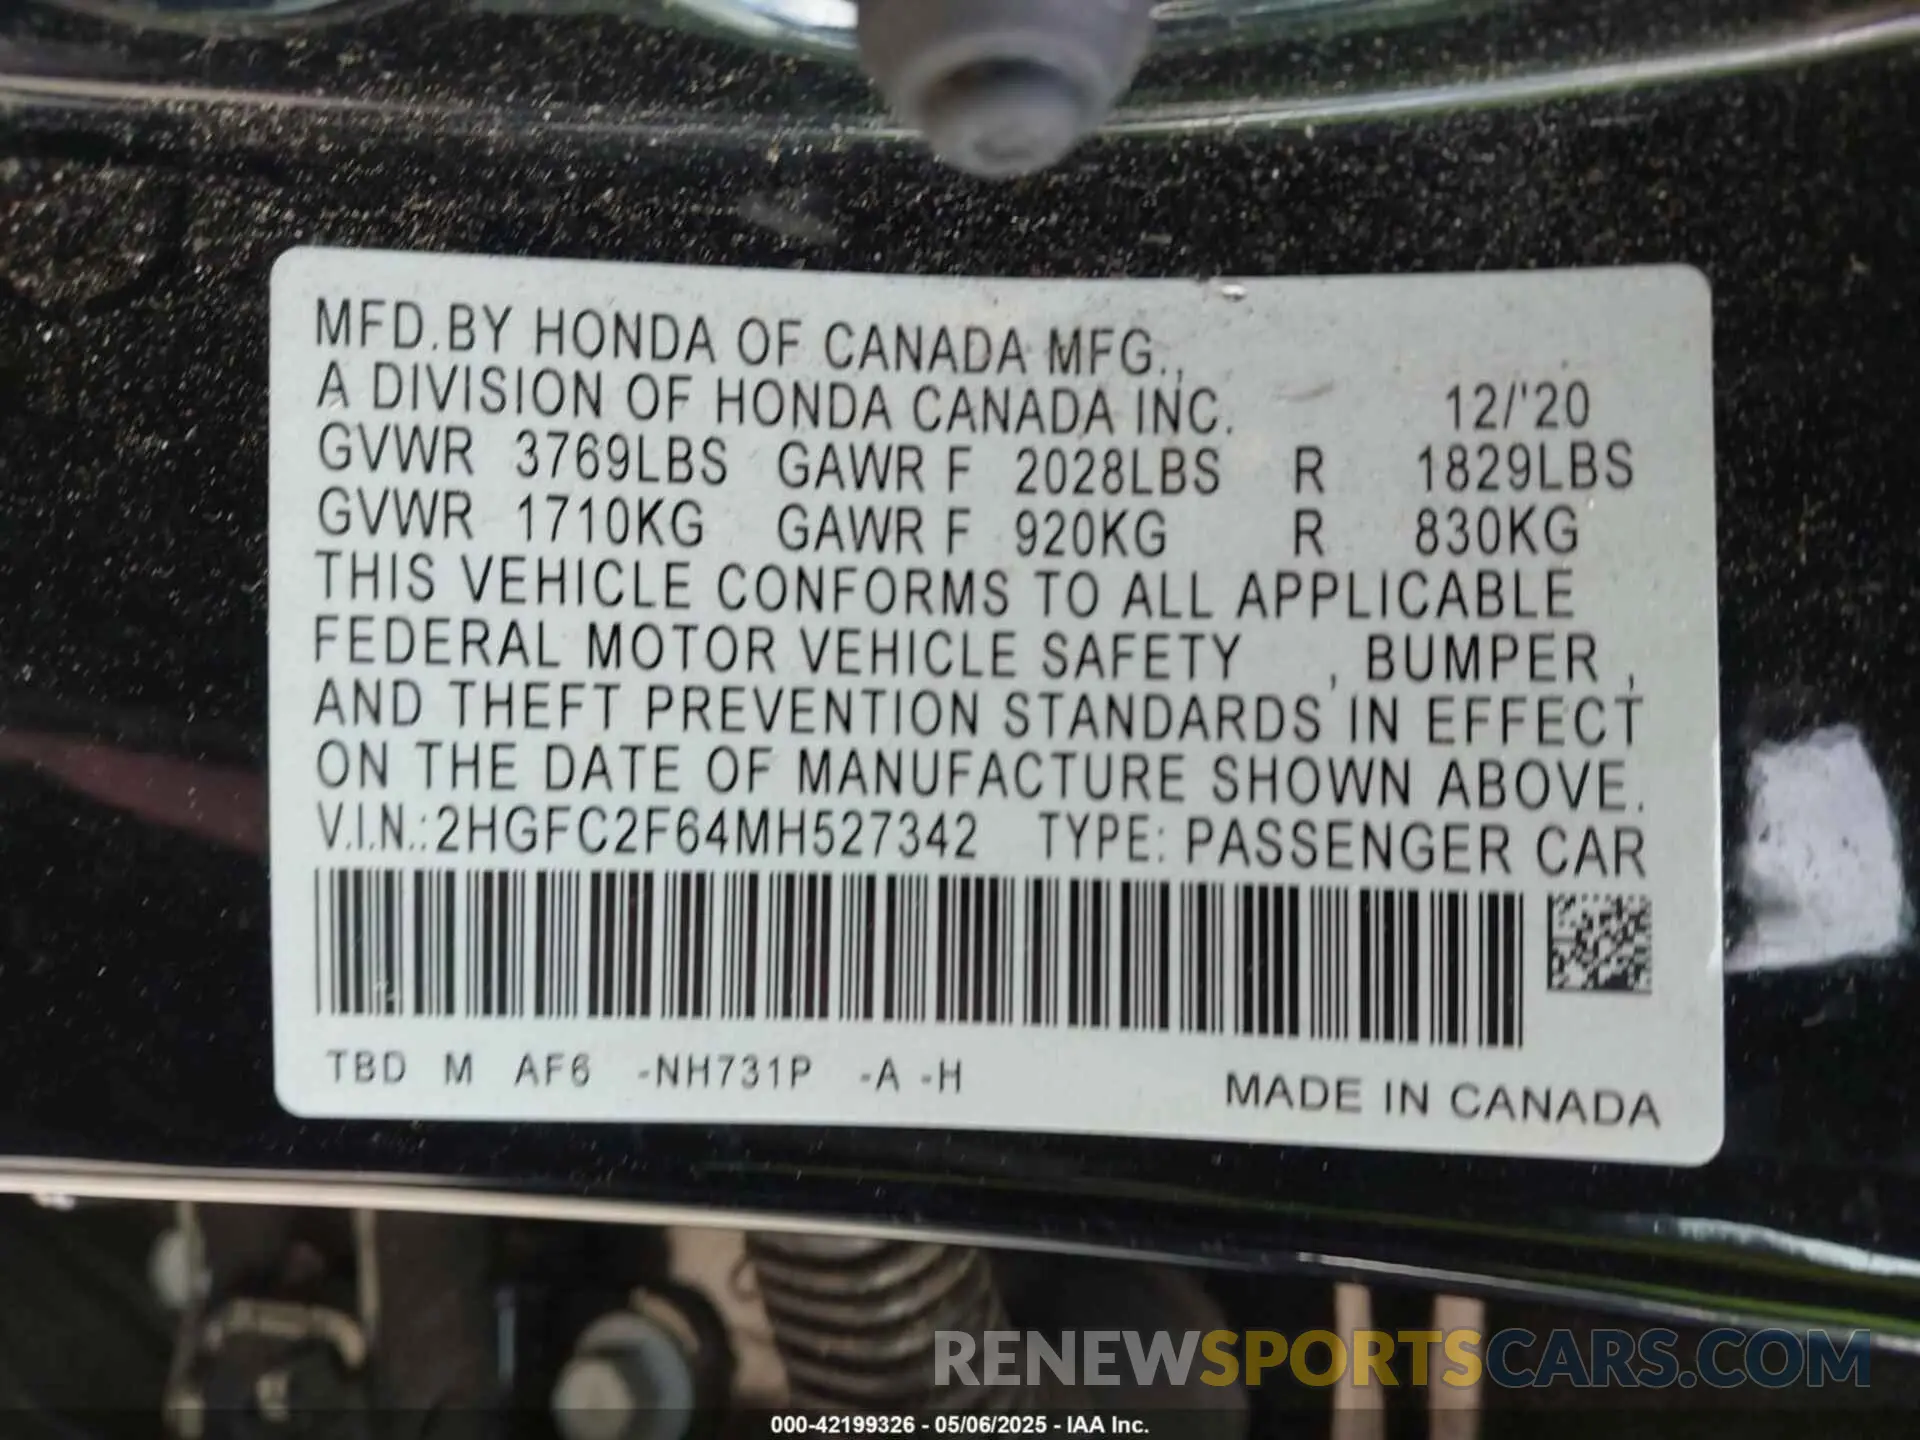 MFD.BY HONDA OF CANADA MFG.,
A DIVISION OF HONDA CANADA INC. 12/'20
GVWR 3769LBS GAWR F 2028LBS R 1829LBS
GVWR 1710KG GAWR F 920KG R 830KG
THIS VEHICLE CONFORMS TO ALL APPLICABLE
FEDERAL MOTOR VEHICLE SAFETY , BUMPER ,
AND THEFT PREVENTION STANDARDS IN EFFECT
ON THE DATE OF MANUFACTURE SHOWN ABOVE.
V.I.N.:2HGFC2F64MH527342 TYPE: PASSENGER CAR
TBD M AF6 -NH731P -A -H
MADE IN CANADA
RENEWSPORTSCARS.COM
000-42199326 - 05/06/2025 - IAA Inc.